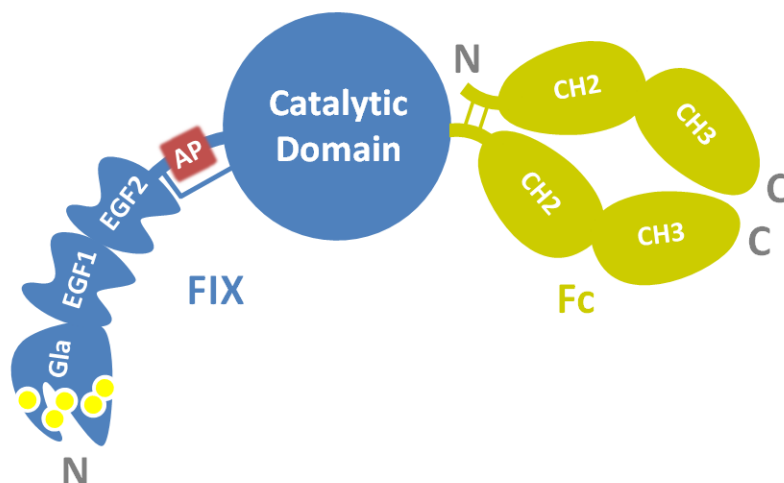 N
Catalytic
Domain
CH2
CH3
AP
CH2
CH3
C
C
EGF2
EGF1
FIX
Fc
Gla
N